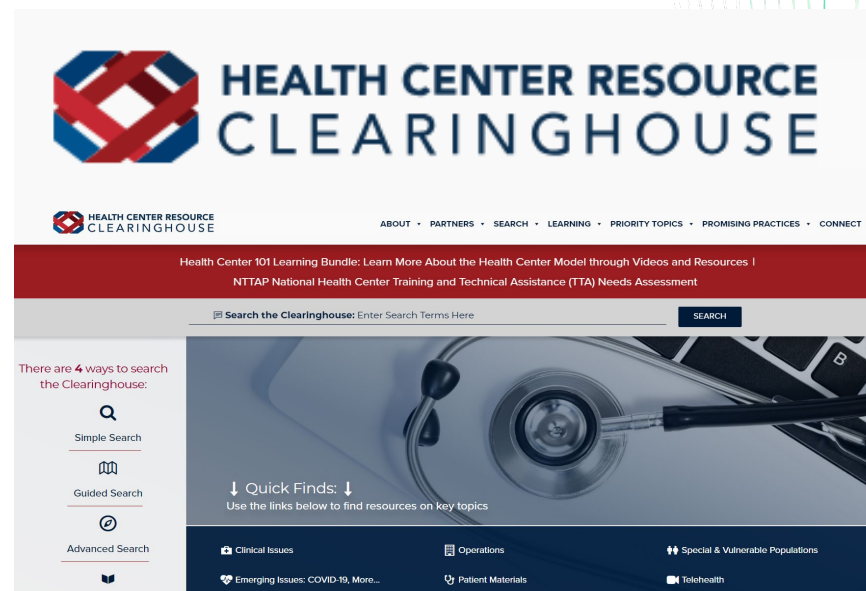 HEALTH CENTER RESOURCE
CLEARINGHOUSE
HEALTH CENTER RESOURCE
CLEARINGHOUSE
ABOUT PARTNERS SEARCH LEARNING PRIORITY TOPICS PROMISING PRACTICES CONNECT
Health Center 101 Learning Bundle: Learn More About the Health Center Model through Videos and Resources |
NTTAP National Health Center Training and Technical Assistance (TTA) Needs Assessment
Search the Clearinghouse: Enter Search Terms Here
SEARCH
There are 4 ways to search
the Clearinghouse:
Simple Search
Guided Search
Advanced Search
B
↓ Quick Finds: ↓
Use the links below to find resources on key topics
Clinical Issues
Operations
Special & Vulnerable Populations
Emerging Issues: COVID-19, More...
Patient Materials
Telehealth